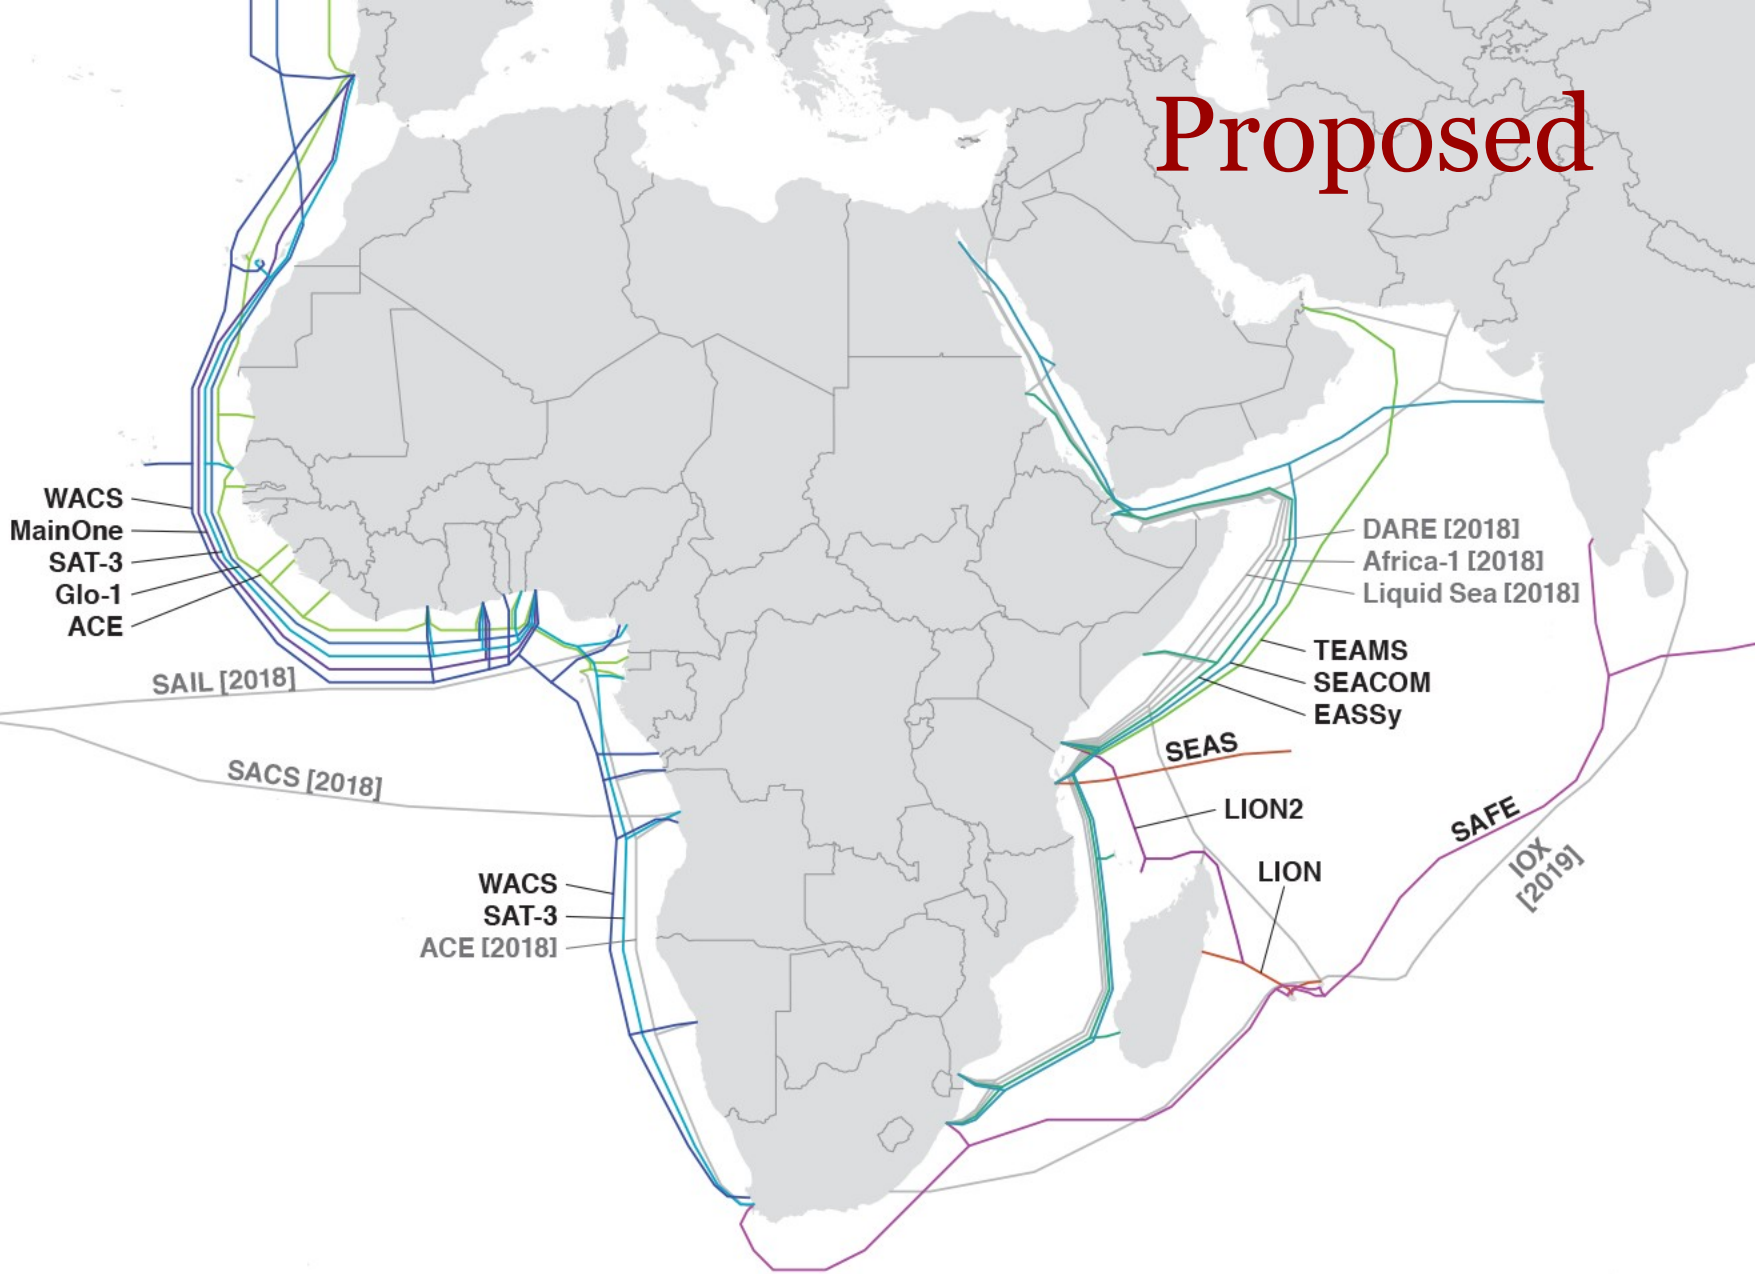 Proposed
WACS
MainOne
SAT-3
Glo-1
ACE
SAIL [2018]
SACS [2018]
DARE [2018]
Africa-1 [2018]
Liquid Sea [2018]
TEAMS
SEACOM
EASSy
SEAS
LION2
LION
SAFE
IOX
[2019]
WACS
SAT-3
ACE [2018]